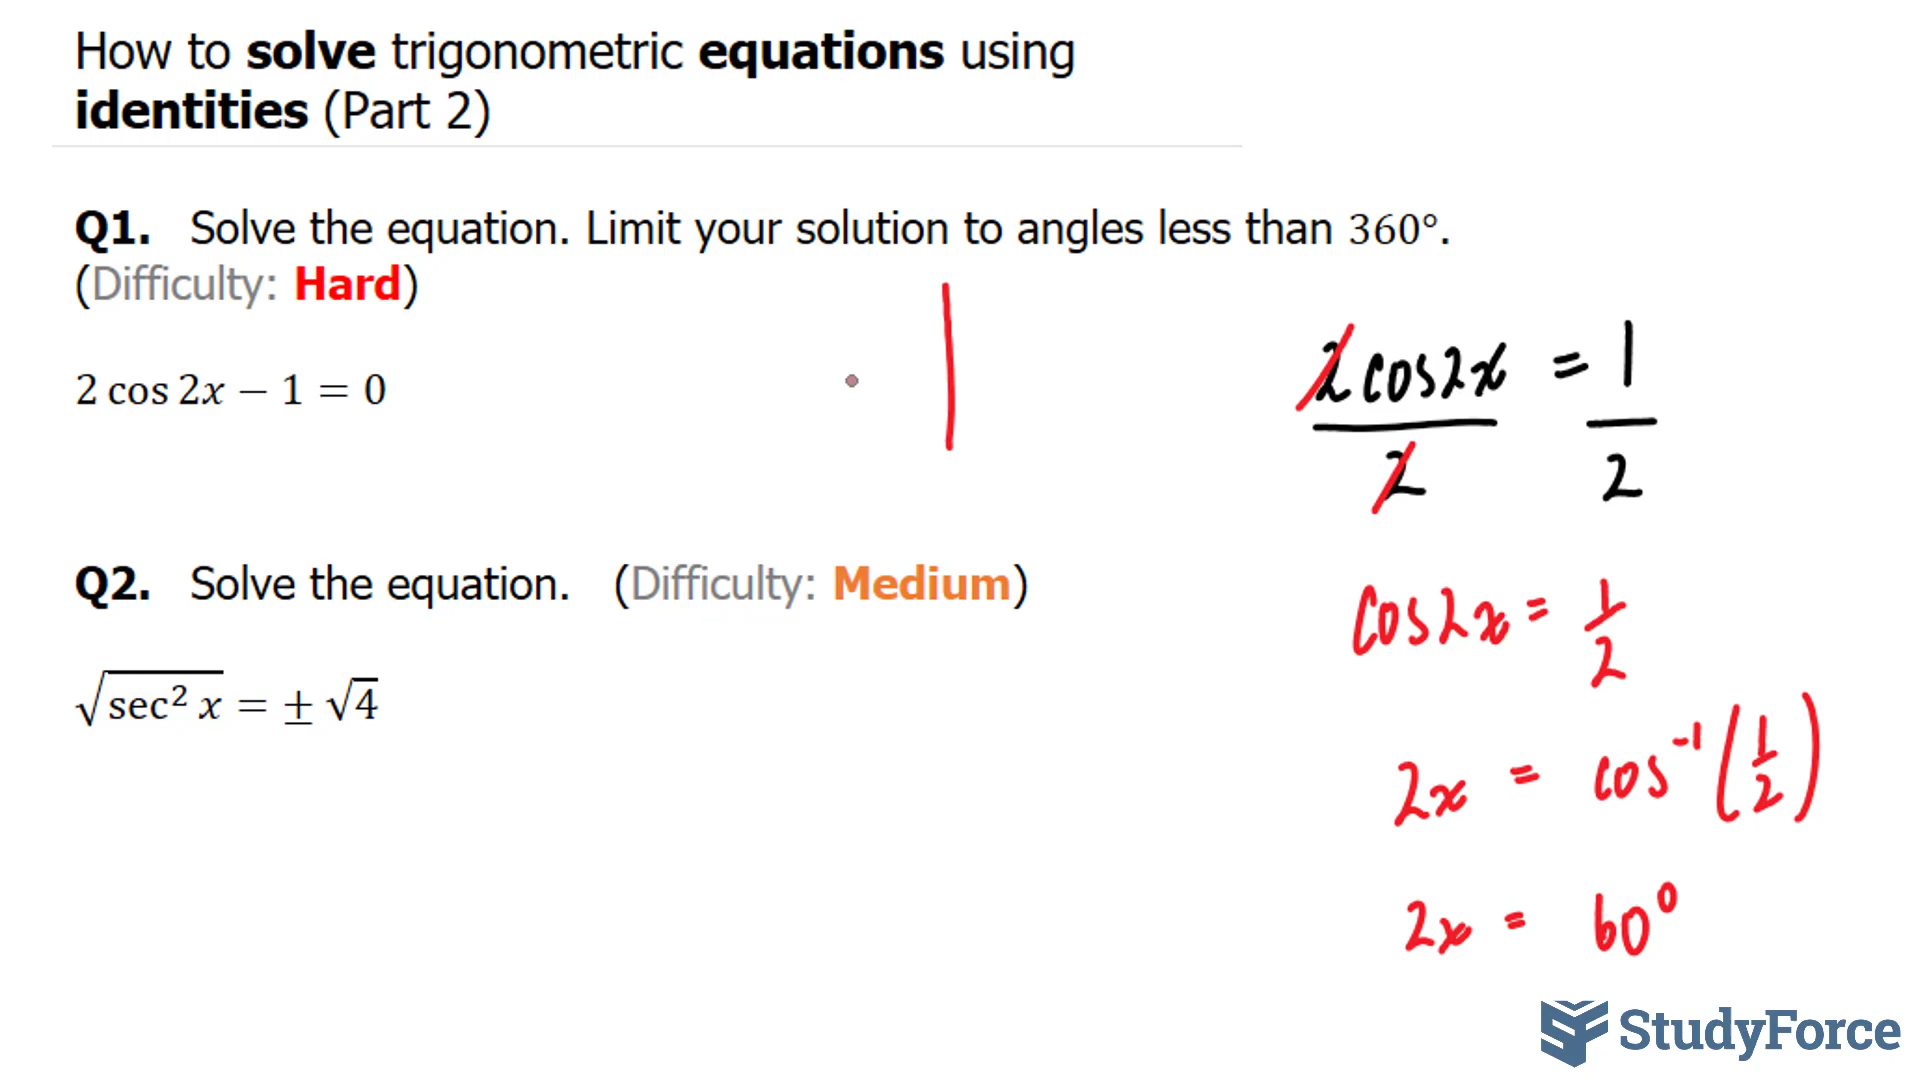 How to solve trigonometric equations using
identities (Part 2)
Q1. Solve the equation. Limit your solution to angles less than 360°.
(Difficulty: Hard)
2 cos 2x − 1 = 0
2cos2x = 1
2 2
cos2x = 1/2
2x = cos⁻¹(1/2)
2x = 60°
Q2. Solve the equation. (Difficulty: Medium)
√sec² x = ± √4
StudyForce